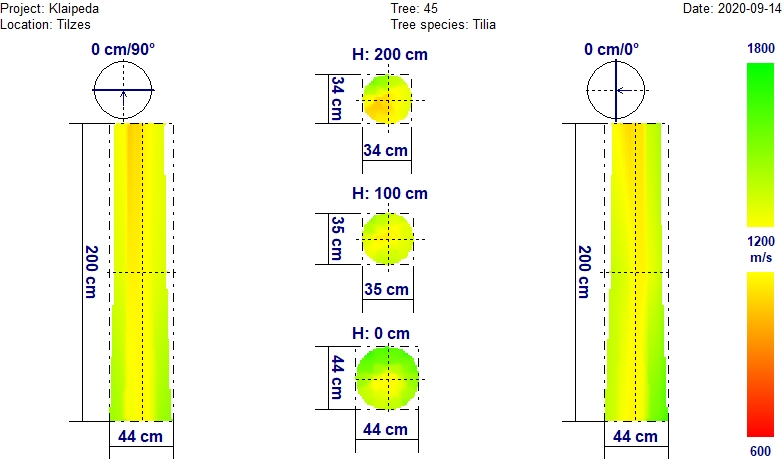 Project: Klaipeda
Tree: 45
Date: 2020-09-14
Location: Tilzes
Tree species: Tilia
0 cm/90°
H: 200 cm
0 cm/0°
1800
34 cm
34 cm
H: 100 cm
35 cm
35 cm
200 cm
200 cm
1200
m/s
H: 0 cm
44 cm
44 cm
44 cm
44 cm
600